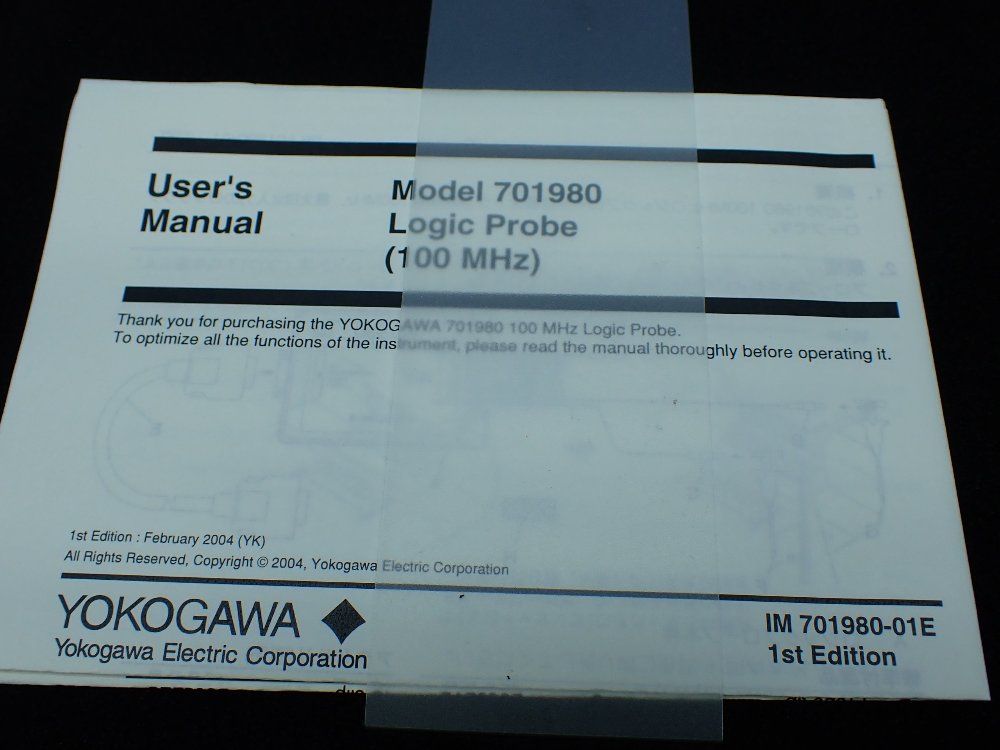 User's
Manual
Model 701980
Logic Probe
(100 MHz)
Thank you for purchasing the YOKOGAWA 701980 100 MHz Logic Probe.
To optimize all the functions of the instrument, please read the manual thoroughly before operating it.
1st Edition : February 2004 (YK)
All Rights Reserved, Copyright © 2004, Yokogawa Electric Corporation
YOKOGAWA
Yokogawa Electric Corporation
IM 701980-01E
1st Edition